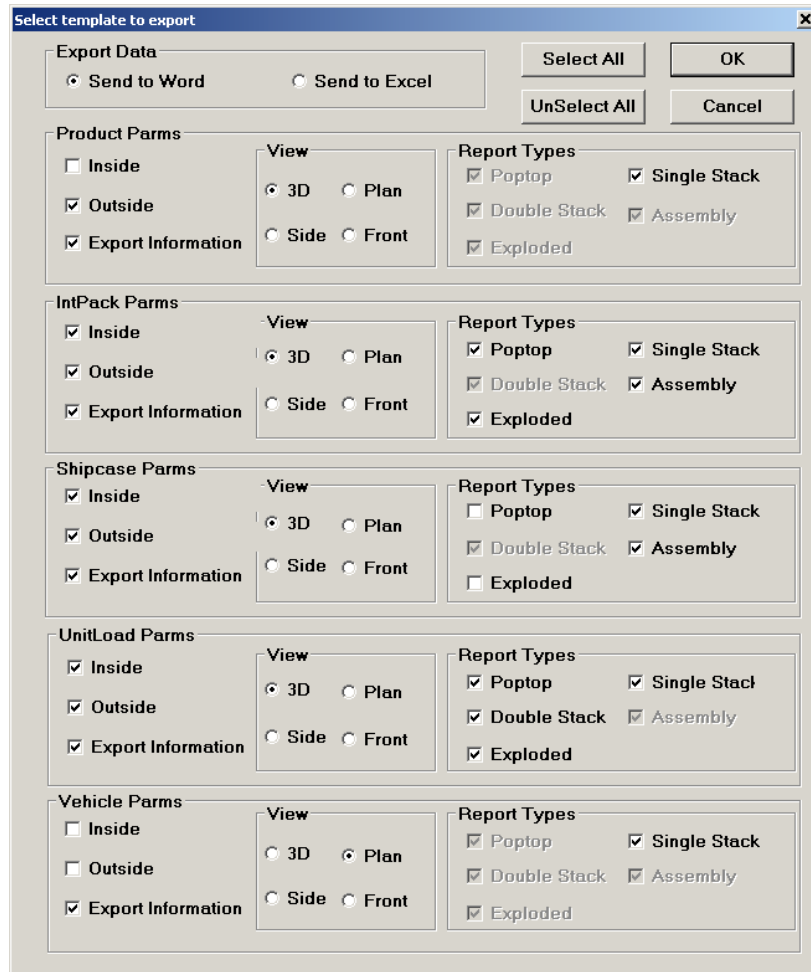 Select template to export
Export Data
Send to Word Send to Excel
Select All OK
UnSelect All Cancel
Product Parms
Inside
Outside
Export Information
View
3D Plan
Side Front
Report Types
Poptop Single Stack
Double Stack Assembly
Exploded
IntPack Parms
Inside
Outside
Export Information
View
3D Plan
Side Front
Report Types
Poptop Single Stack
Double Stack Assembly
Exploded
Shipcase Parms
Inside
Outside
Export Information
View
3D Plan
Side Front
Report Types
Poptop Single Stack
Double Stack Assembly
Exploded
UnitLoad Parms
Inside
Outside
Export Information
View
3D Plan
Side Front
Report Types
Poptop Single Stack
Double Stack Assembly
Exploded
Vehicle Parms
Inside
Outside
Export Information
View
3D Plan
Side Front
Report Types
Poptop Single Stack
Double Stack Assembly
Exploded